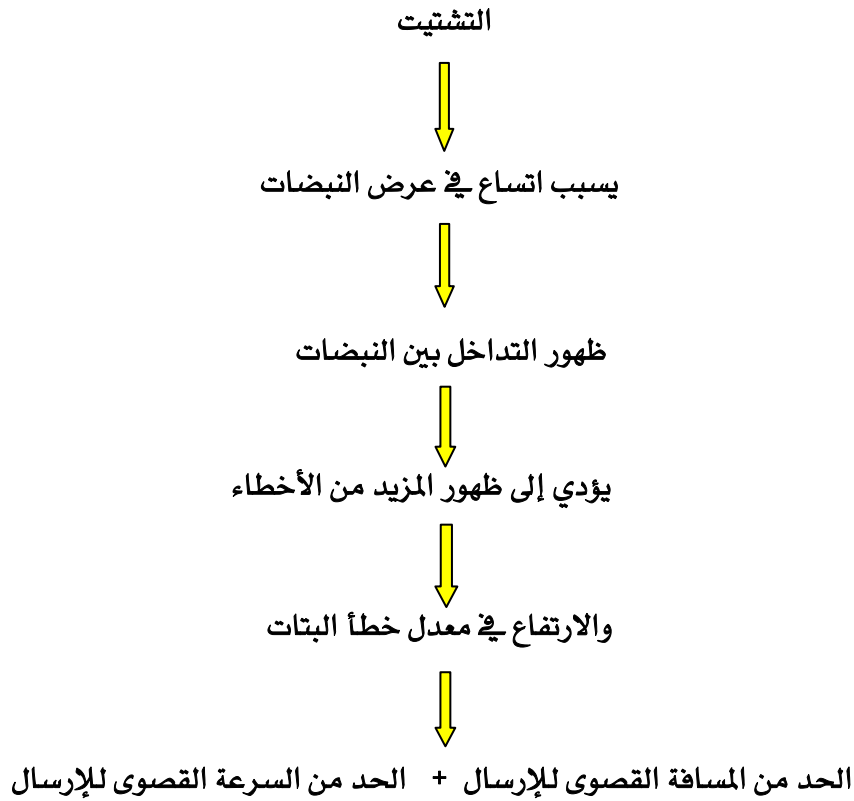 التشتيت
يسبب اتساع في عرض النبضات
ظهور التداخل بين النبضات
يؤدي إلى ظهور المزيد من الأخطاء
والارتفاع في معدل خطأ البتات
الحد من المسافة القصوى للإرسال + الحد من السرعة القصوى للإرسال